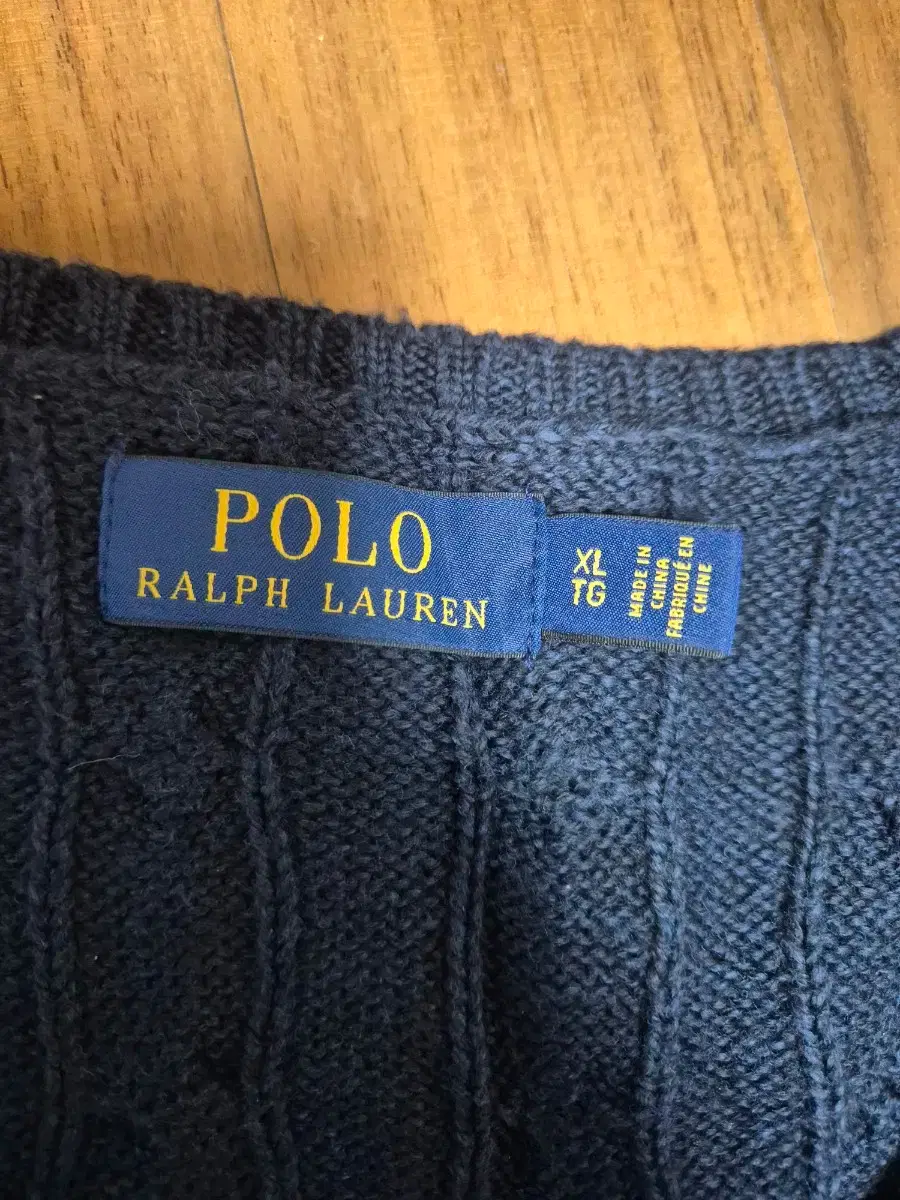 POLO
RALPH LAUREN
XL
TG
MADE IN
CHINA
FABRIQUÉ EN
CHINE